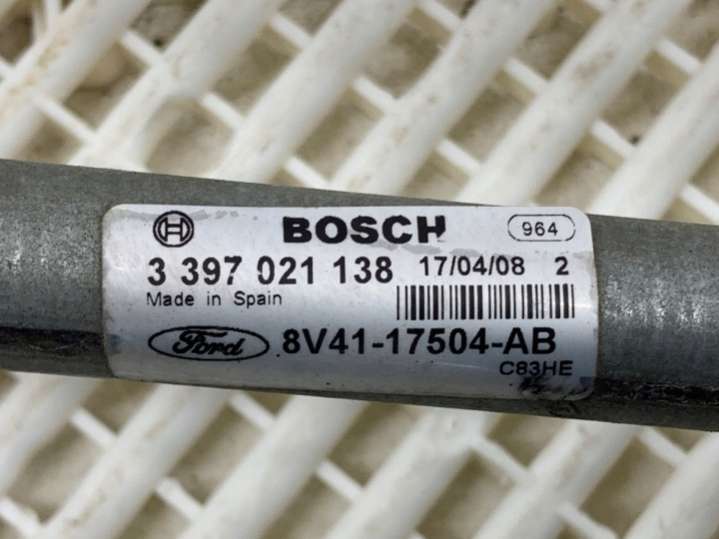 BOSCH 964
3 397 021 138 17/04/08 2
Made in Spain
Ford 8V41-17504-AB
C83HE